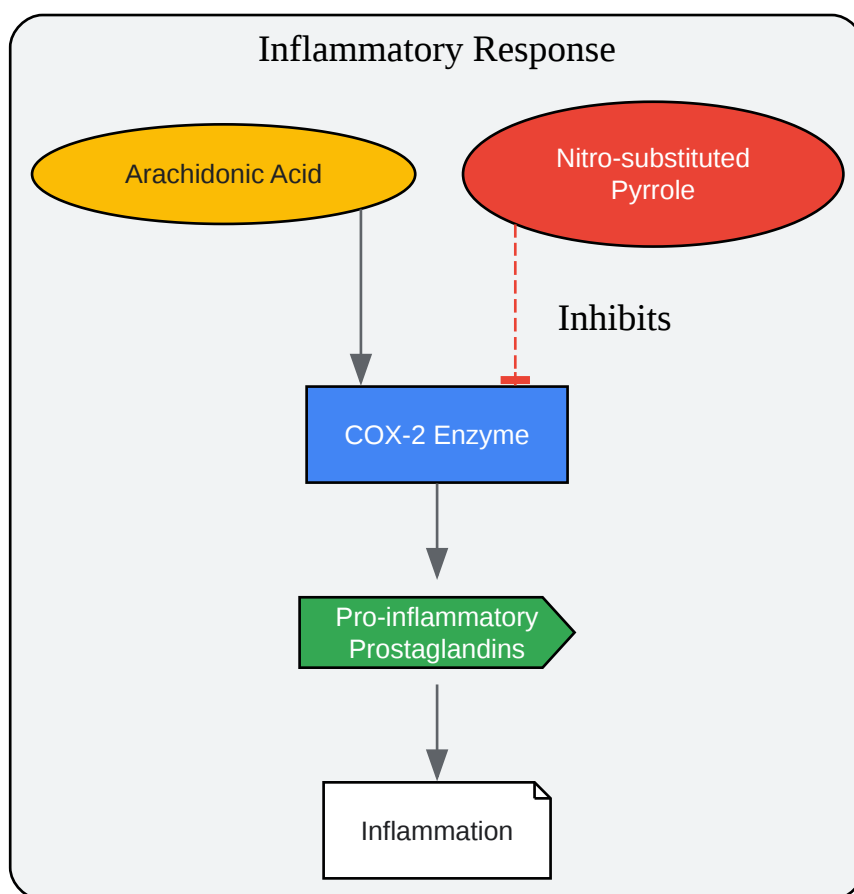 Inflammatory Response
Arachidonic Acid
Nitro-substituted
Pyrrole
Inhibits
COX-2 Enzyme
Pro-inflammatory
Prostaglandins
Inflammation